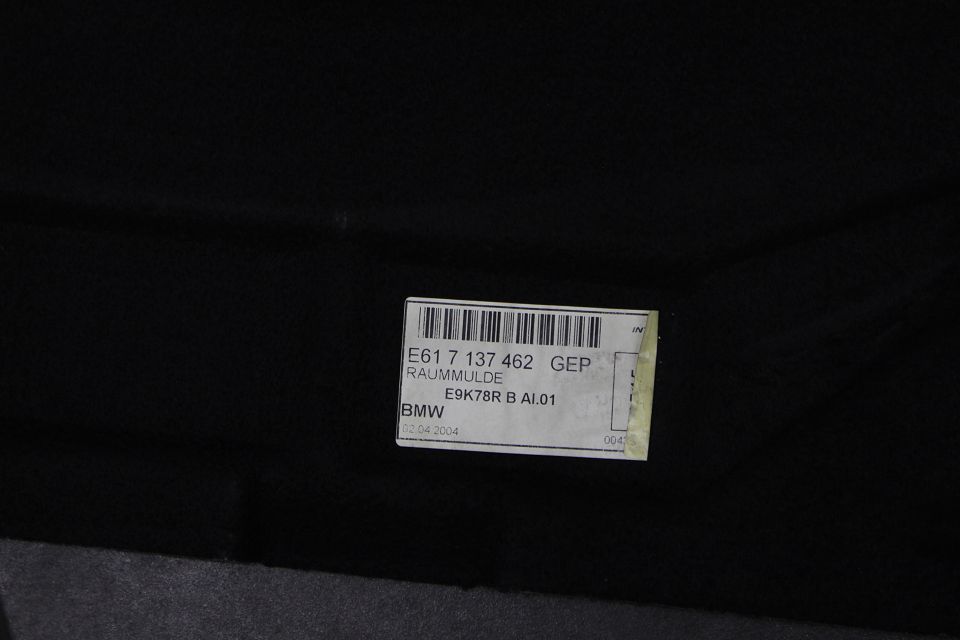 E61 7 137 462 GEP
RAUMMULDE
E9K78R B AI.01
BMW
02.04.2004